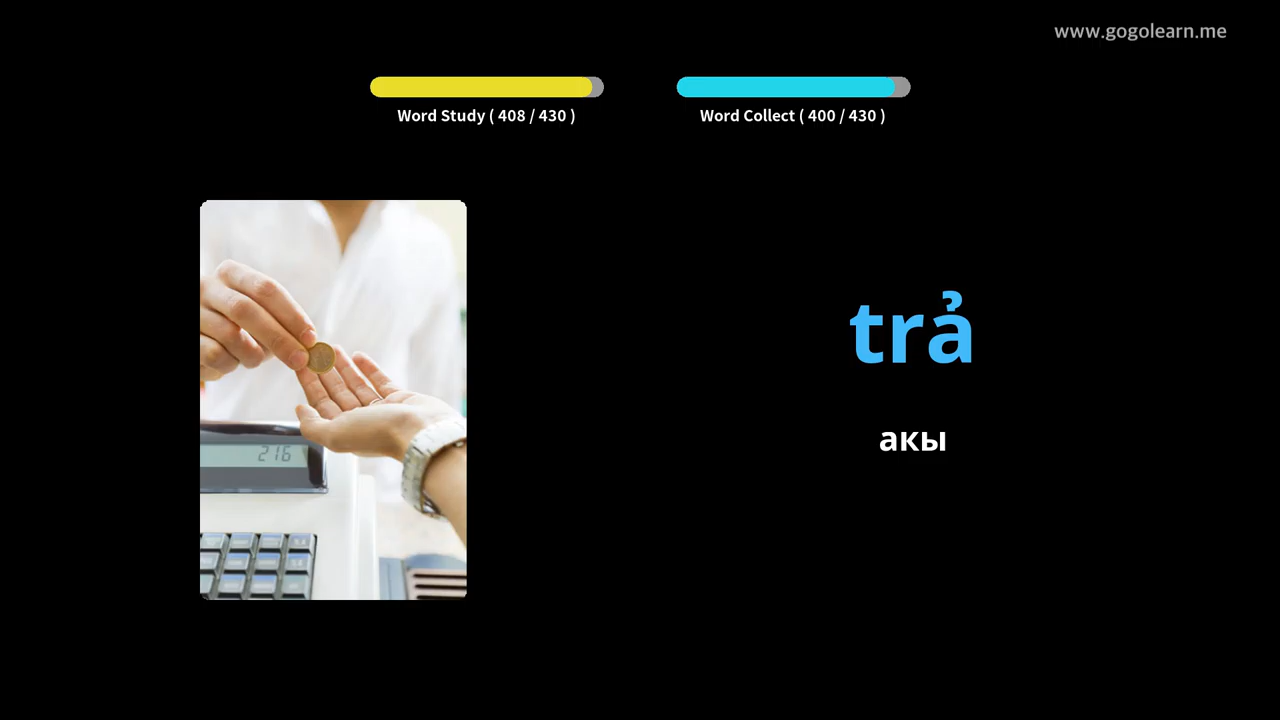 www.gogolearn.me
Word Study ( 408 / 430 )
Word Collect ( 400 / 430 )
216
trả
акы